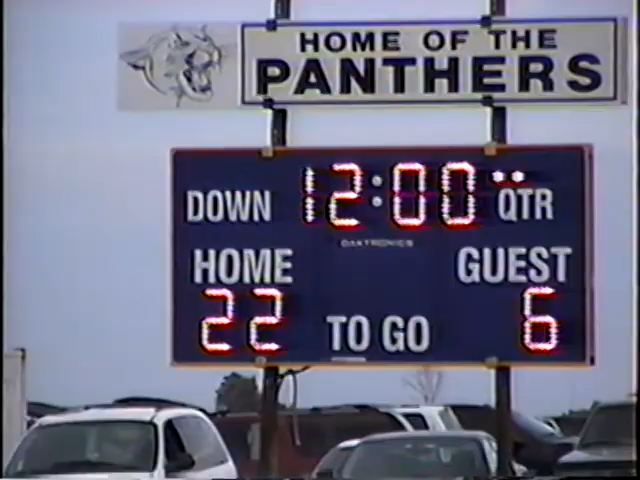 HOME OF THE
PANTHERS
DOWN 12:00 QTR
DAKTRONICS
HOME GUEST
22 TO GO 6